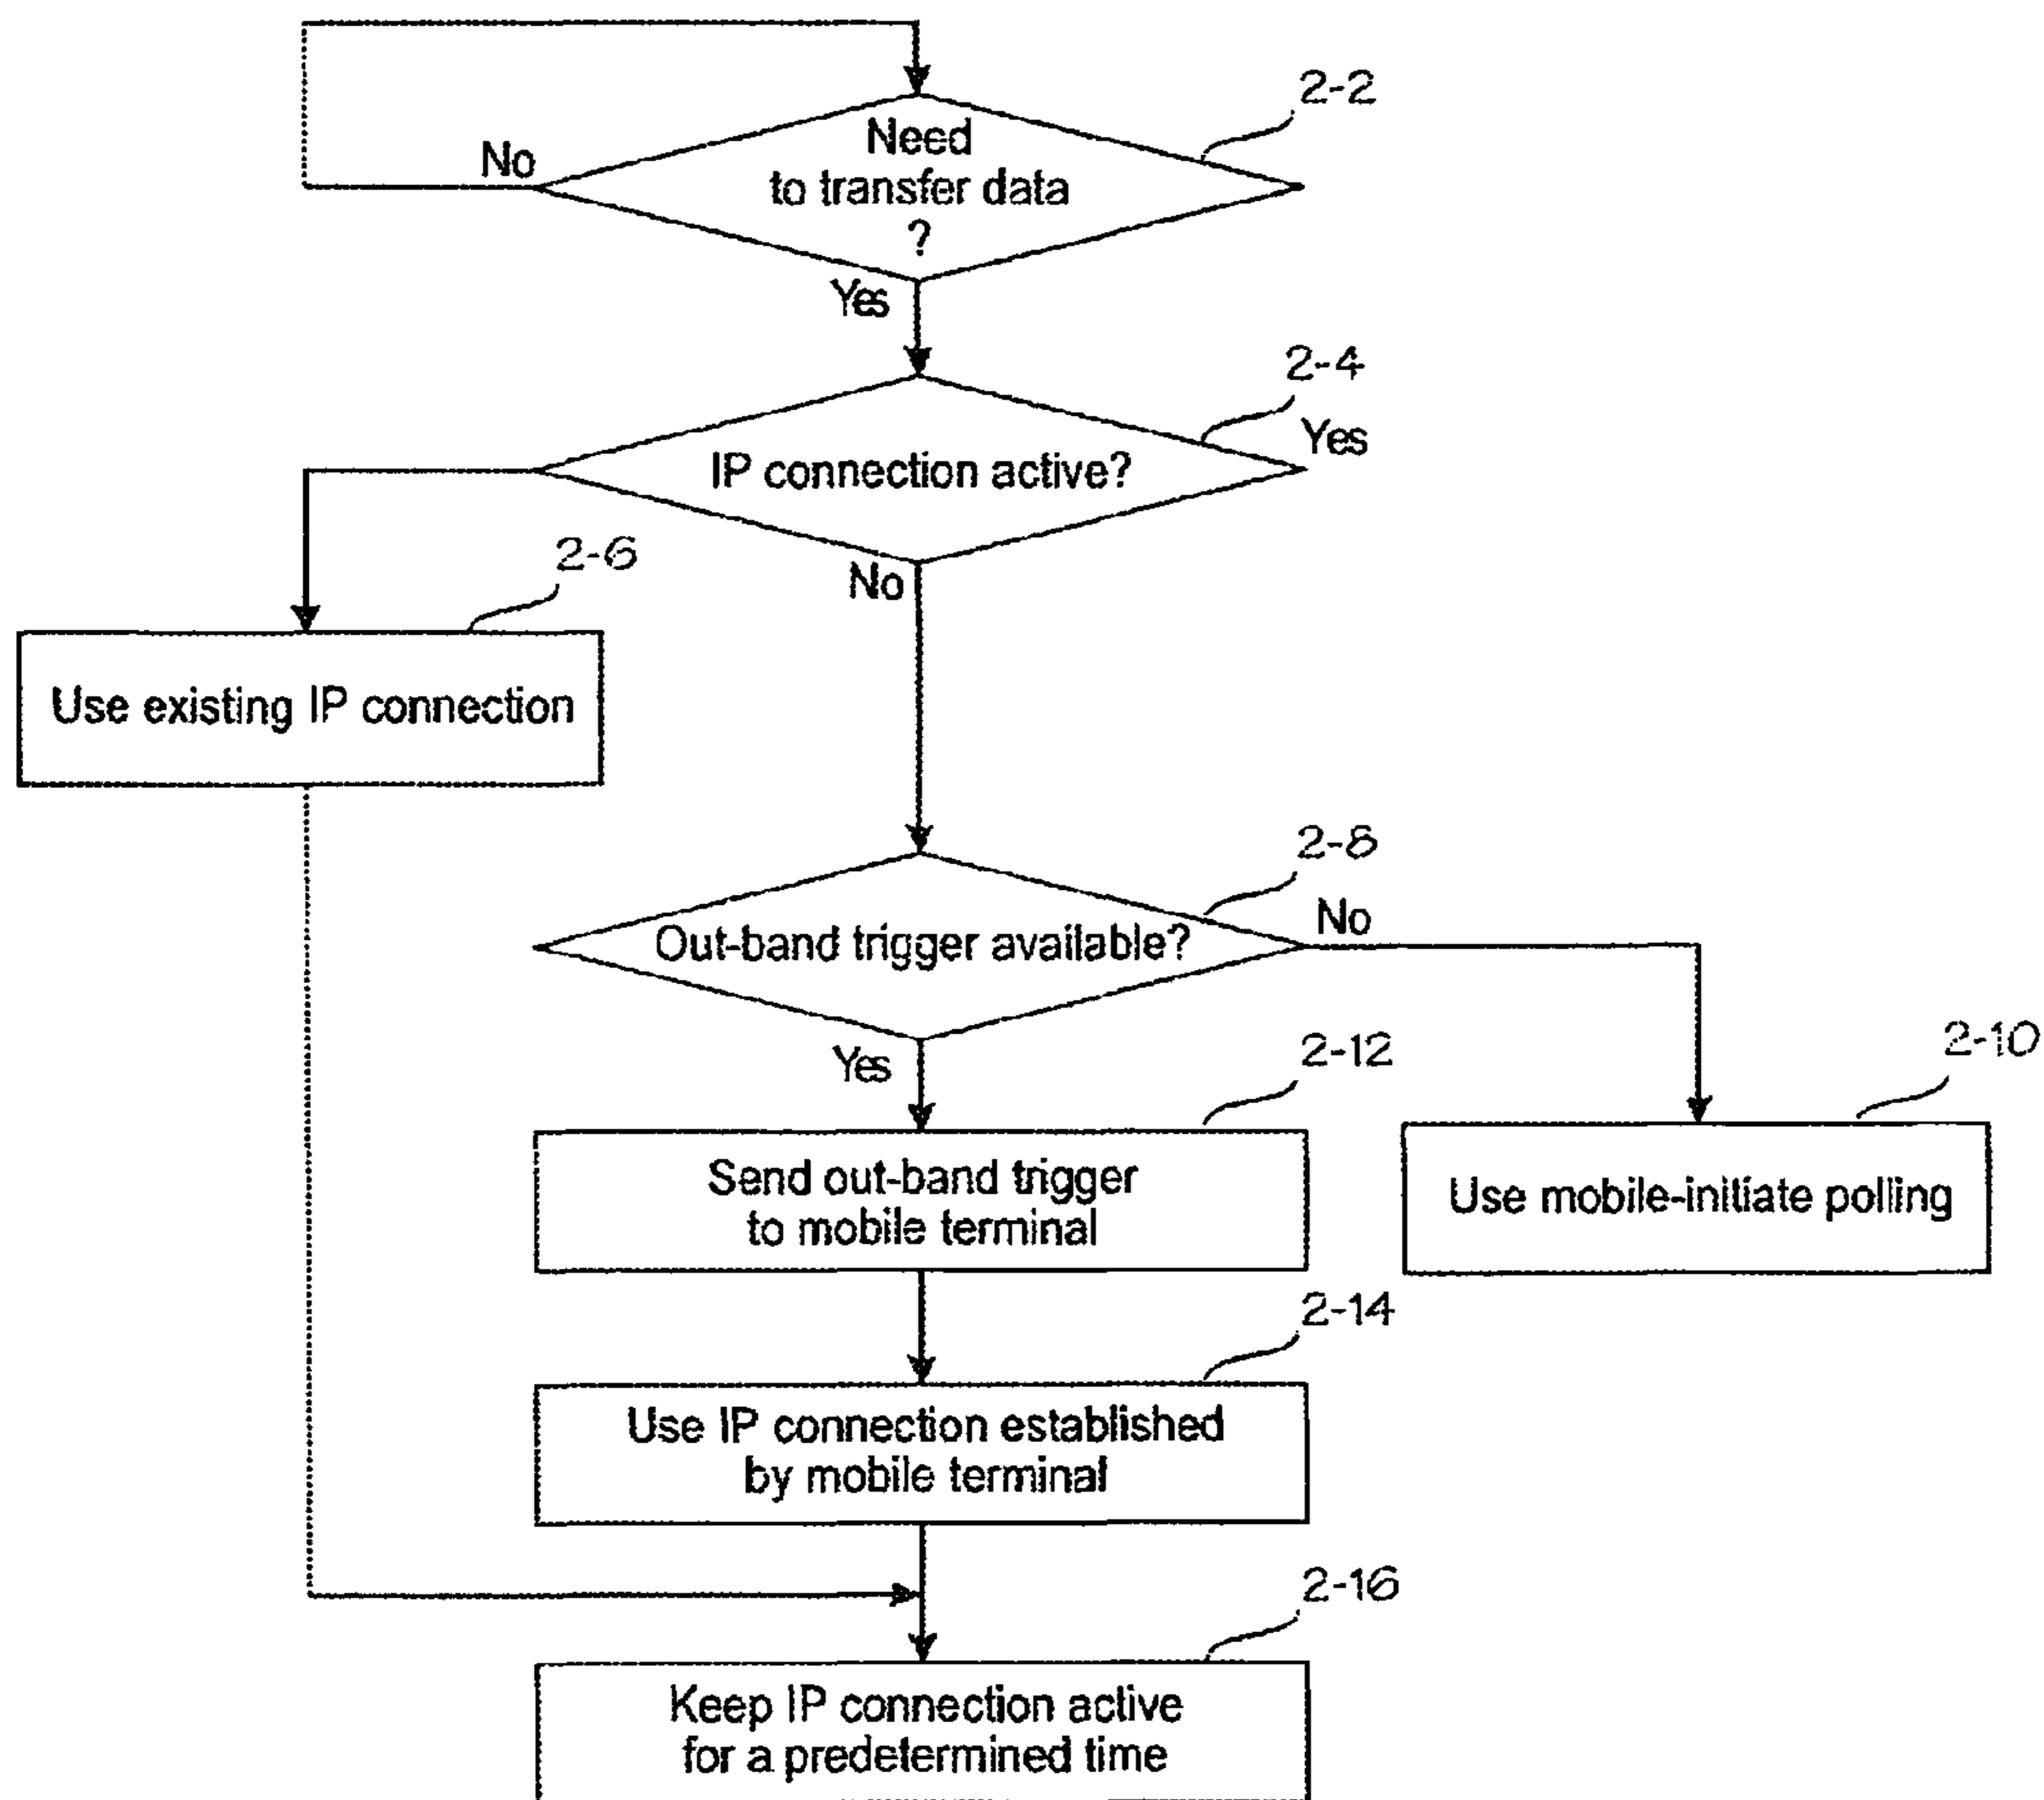 2-2
Need
to transfer data
?
No
Yes
2-4
Yes
IP connection active?
No
2-6
Use existing IP connection
2-8
No
Out-band trigger available?
Yes
2-12
2-10
Send out-band trigger
to mobile terminal
Use mobile-initiate polling
2-14
Use IP connection established
by mobile terminal
2-16
Keep IP connection active
for a predetermined time